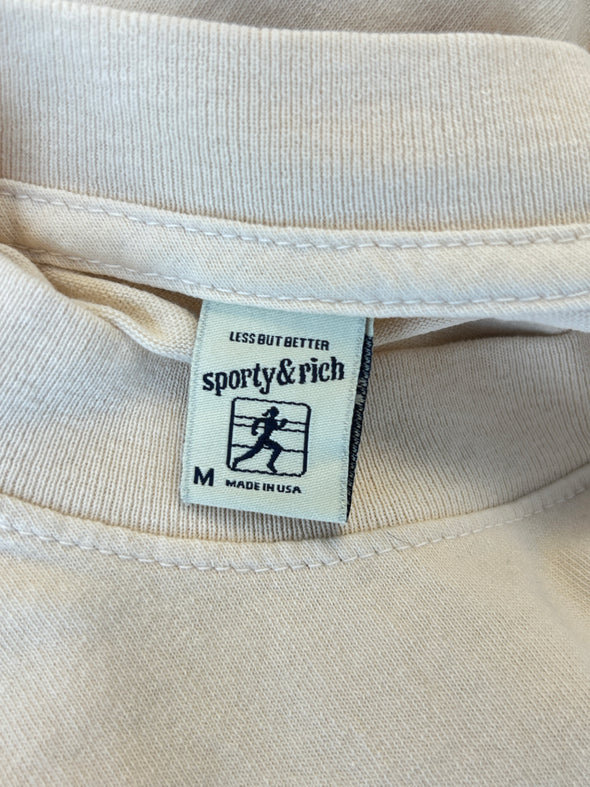 LESS BUT BETTER
sporty&rich
M
MADE IN USA